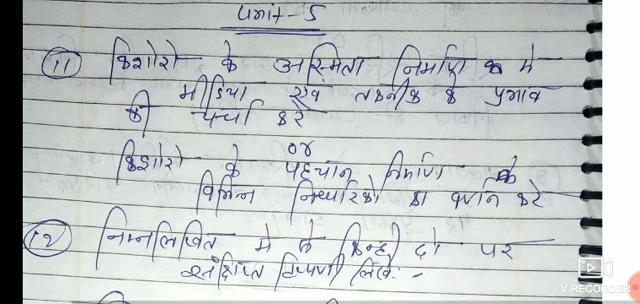 Unit-5
(11) किशोरो के अस्मिता निर्माण मे
मीडिया एवं तकनीक के प्रभाव
की चर्चा करे
or
किशोरो के पहचान निर्माण के
विभिन्न निर्धारिको का वर्णन करे
(12) निम्नलिखित मे से किन्ही दो पर
संक्षिप्त टिप्पणी लिखे: -
V RECORDER